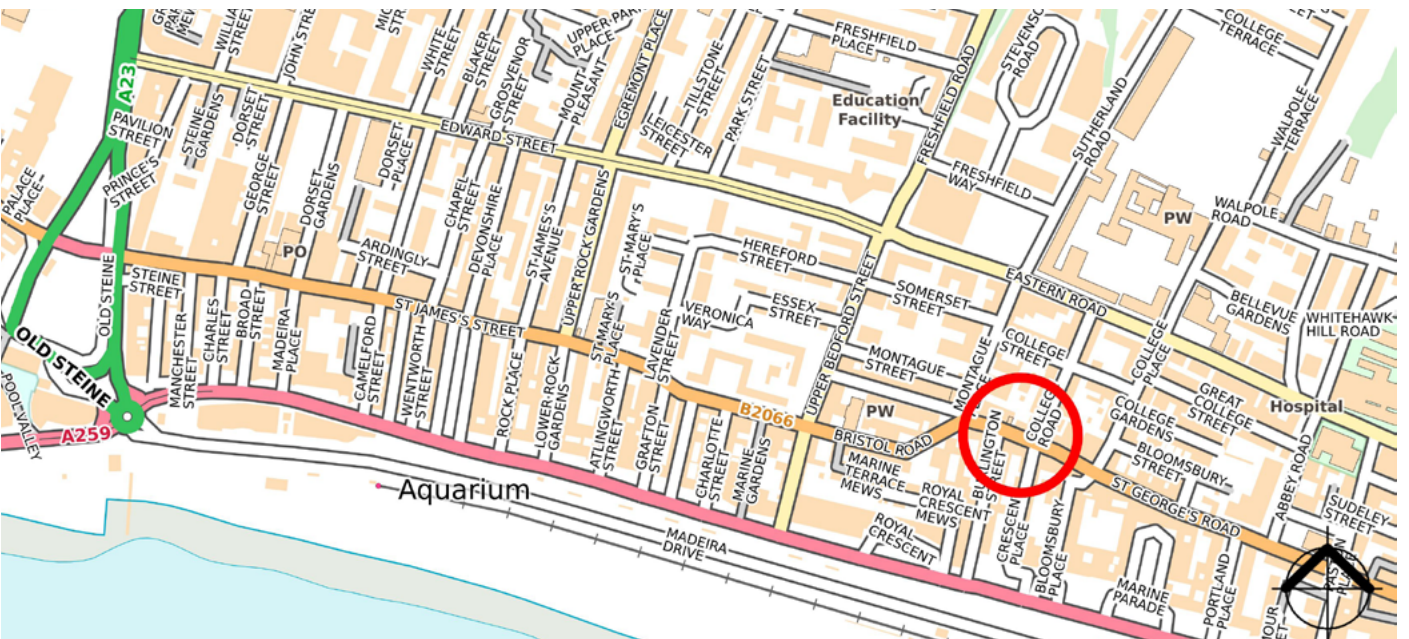 WHITE STREET
BLAKER STREET
GROSVENOR STREET
UPPER PARK PLACE
MOUNT PLEASANT
EGREMONT PLACE
TILLSTONE STREET
LEICESTER STREET
PARK STREET
FRESHFIELD PLACE
FRESHFIELD ROAD
STEVENSON ROAD
COLLEGE TERRACE
SUTHERLAND ROAD
WALPOLE TERRACE
JOHN STREET
A23
PAVILION STREET
STEINE GARDENS
DORSET STREET
PRINCE'S STREET
GEORGE STREET
DORSET GARDENS
DORSET PLACE
EDWARD STREET
Education Facility
FRESHFIELD WAY
PW
WALPOLE ROAD
PALACE PLACE
OLD STEINE
PO
ARDINGLY STREET
CHAPEL STREET
DEVONSHIRE PLACE
ST JAMES'S AVENUE
UPPER ROCK GARDENS
ST MARY'S PLACE
HEREFORD STREET
ESSEX STREET
VERONICA WAY
UPPER BEDFORD STREET
SOMERSET STREET
EASTERN ROAD
BELLEVUE GARDENS
WHITEHAWK HILL ROAD
STEINE STREET
MANCHESTER STREET
CHARLES STREET
BROAD STREET
MADEIRA PLACE
CAMELFORD STREET
ST JAMES'S STREET
WENTWORTH STREET
ROCK PLACE
LOWER ROCK GARDENS
ST MARY'S PLACE
ATLINGWORTH STREET
LAVENDER STREET
GRAFTON STREET
CHARLOTTE STREET
MARINE GARDENS
B2066
MONTAGUE STREET
MONTAGUE PLACE
COLLEGE STREET
COLLEGE PLACE
PW
BRISTOL ROAD
BURLINGTON STREET
COLLEGE ROAD
COLLEGE GARDENS
GREAT COLLEGE STREET
Hospital
BLOOMSBURY STREET
ABBEY ROAD
ST GEORGE'S ROAD
SUDELEY STREET
OLD STEINE
POOL VALLEY
A259
Aquarium
MADEIRA DRIVE
MARINE TERRACE MEWS
ROYAL CRESCENT MEWS
ROYAL CRESCENT
CRESCENT PLACE
BLOOMSBURY PLACE
MARINE PARADE
PORTLAND PLACE